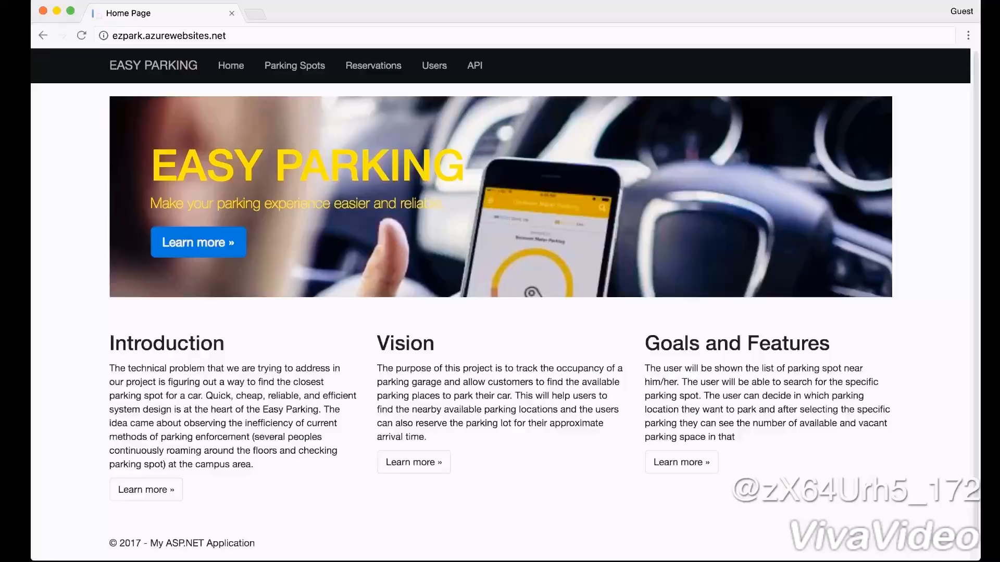 Home Page
Guest
ezpark.azurewebsites.net
EASY PARKING Home Parking Spots Reservations Users API
EASY PARKING
Make your parking experience easier and reliable.
Learn more »
Introduction
The technical problem that we are trying to address in
our project is figuring out a way to find the closest
parking spot for a car. Quick, cheap, reliable, and efficient
system design is at the heart of the Easy Parking. The
idea came about observing the inefficiency of current
methods of parking enforcement (several peoples
continuously roaming around the floors and checking
parking spot) at the campus area.
Learn more »
Vision
The purpose of this project is to track the occupancy of a
parking garage and allow customers to find the available
parking places to park their car. This will help users to
find the nearby available parking locations and the users
can also reserve the parking lot for their approximate
arrival time.
Learn more »
Goals and Features
The user will be shown the list of parking spot near
him/her. The user will be able to search for the specific
parking spot. The user can decide in which parking
location they want to park and after selecting the specific
parking they can see the number of available and vacant
parking space in that
Learn more »
© 2017 - My ASP.NET Application
@zX64Urh5_172
VivaVideo